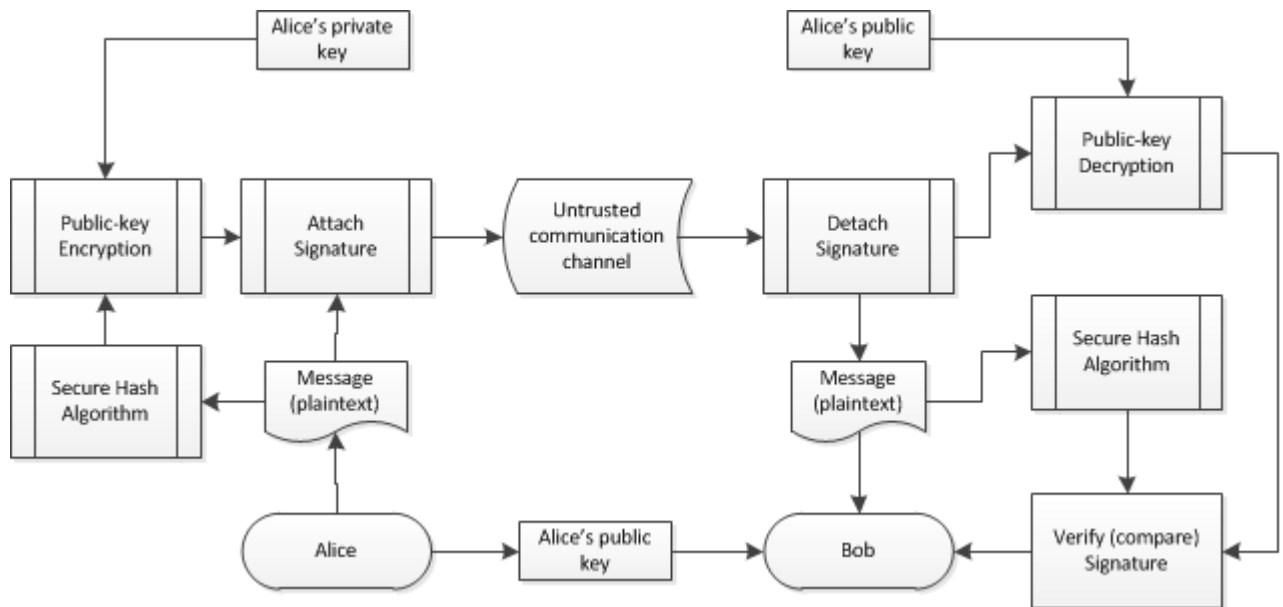 Alice’s private
key
Alice’s public
key
Public-key
Decryption
Public-key
Encryption
Attach
Signature
Untrusted
communication
channel
Detach
Signature
Secure Hash
Algorithm
Message
(plaintext)
Message
(plaintext)
Secure Hash
Algorithm
Alice
Alice’s public
key
Bob
Verify (compare)
Signature